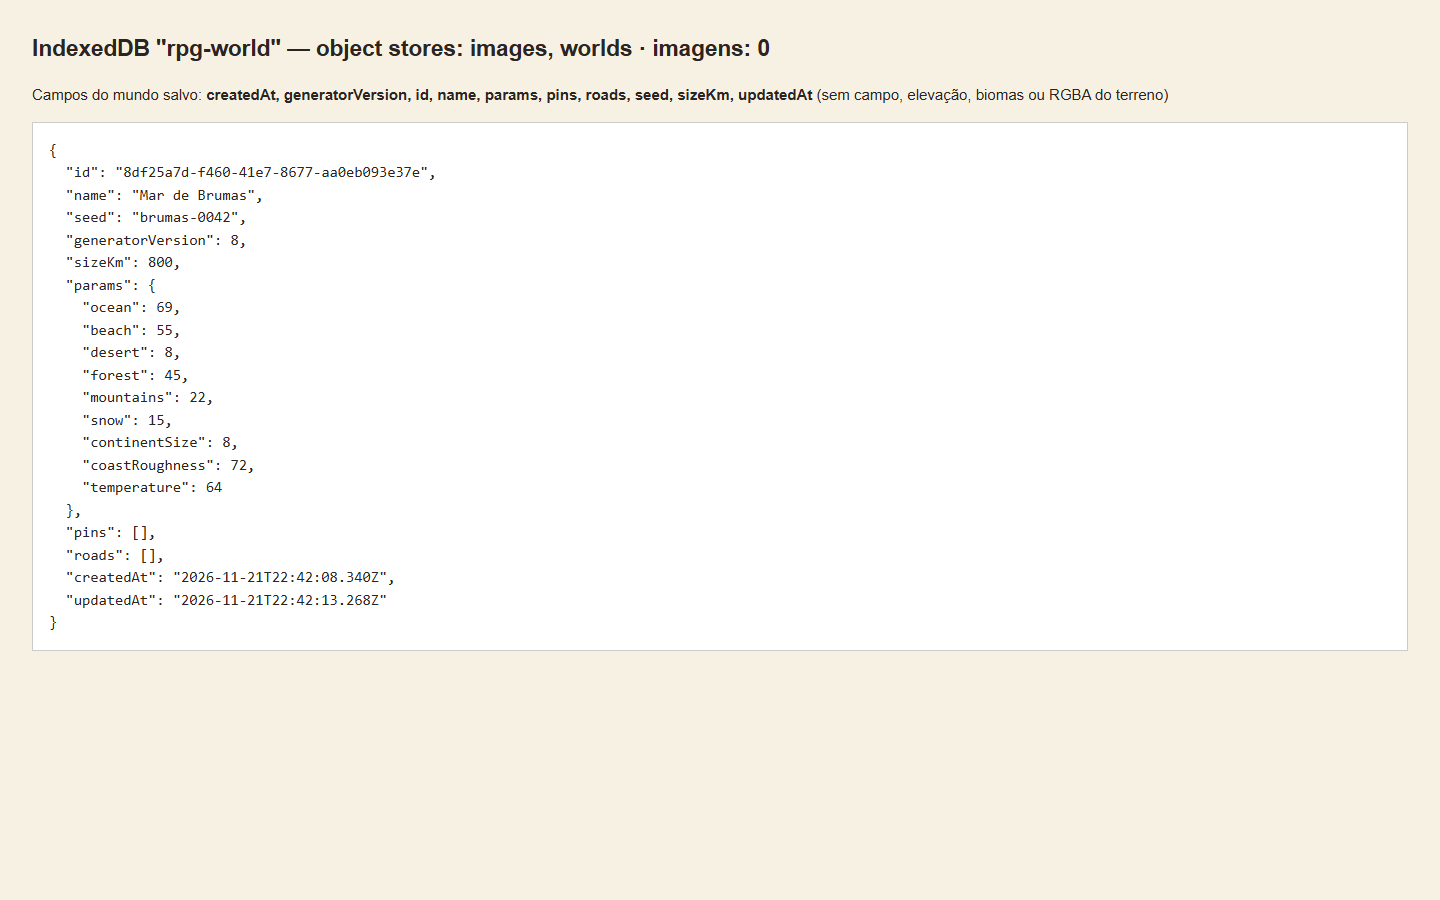 IndexedDB "rpg-world" — object stores: images, worlds · imagens: 0
Campos do mundo salvo: createdAt, generatorVersion, id, name, params, pins, roads, seed, sizeKm, updatedAt (sem campo, elevação, biomas ou RGBA do terreno)
{
  "id": "8df25a7d-f460-41e7-8677-aa0eb093e37e",
  "name": "Mar de Brumas",
  "seed": "brumas-0042",
  "generatorVersion": 8,
  "sizeKm": 800,
  "params": {
    "ocean": 69,
    "beach": 55,
    "desert": 8,
    "forest": 45,
    "mountains": 22,
    "snow": 15,
    "continentSize": 8,
    "coastRoughness": 72,
    "temperature": 64
  },
  "pins": [],
  "roads": [],
  "createdAt": "2026-11-21T22:42:08.340Z",
  "updatedAt": "2026-11-21T22:42:13.268Z"
}